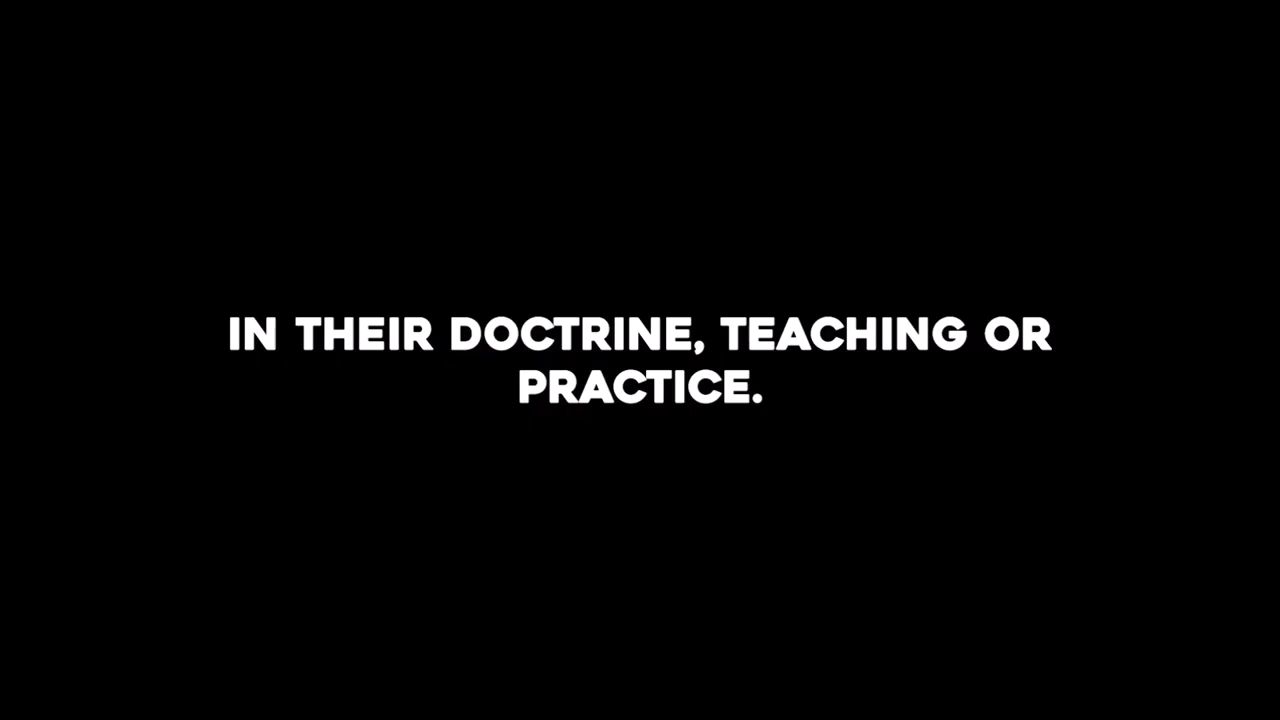 IN THEIR DOCTRINE, TEACHING OR
PRACTICE.